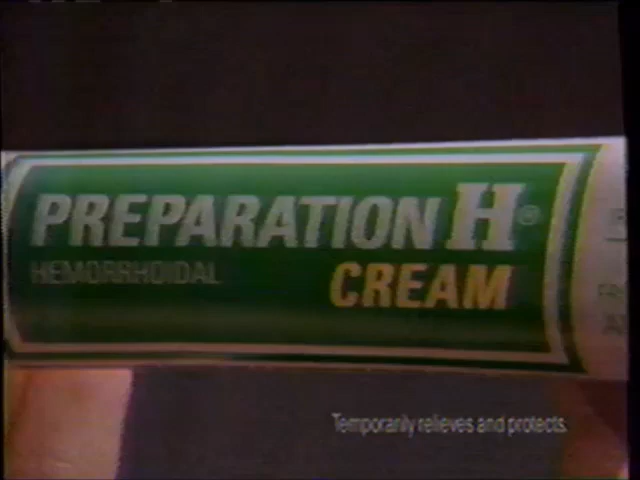 PREPARATION H®
HEMORRHOIDAL CREAM
Temporarily relieves and protects.